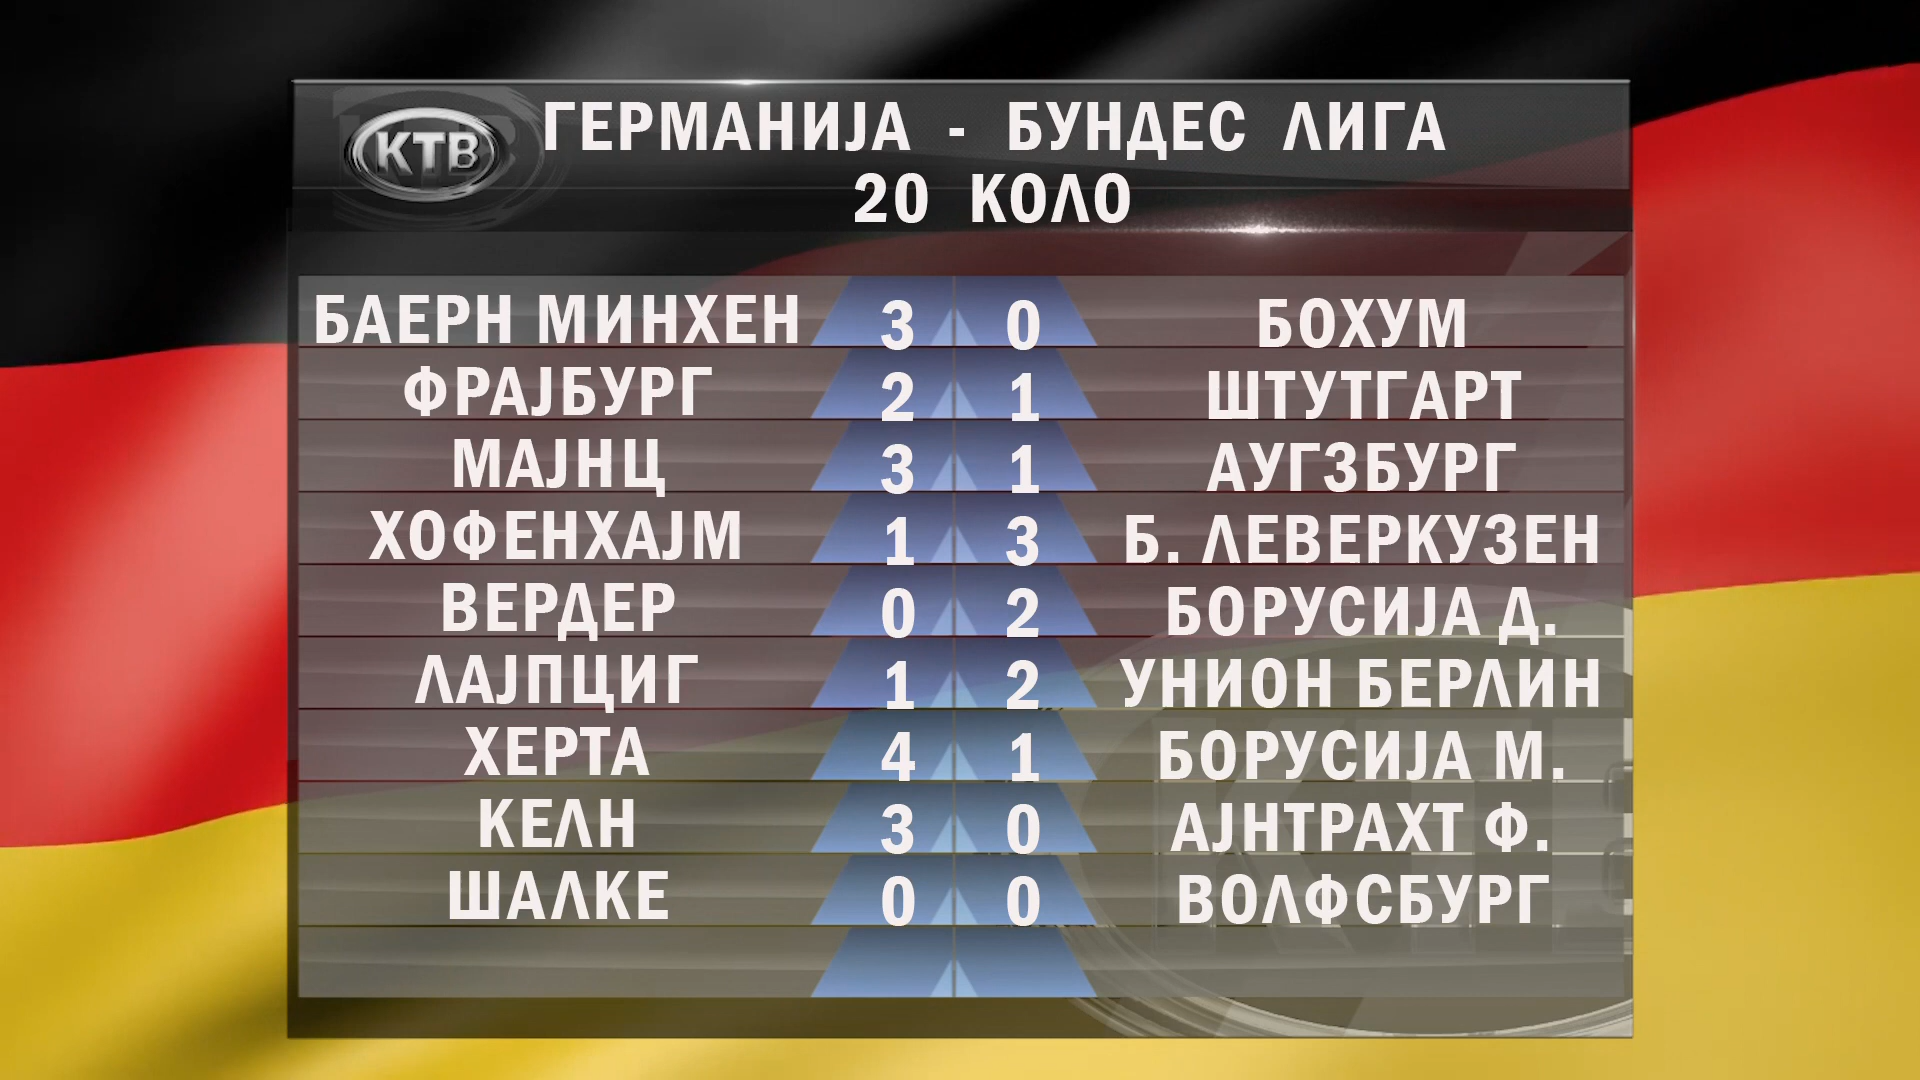 КТВ
ГЕРМАНИЈА - БУНДЕС ЛИГА
20 КОЛО
БАЕРН МИНХЕН 3 0 БОХУМ
ФРАЈБУРГ 2 1 ШТУТГАРТ
МАЈНЦ 3 1 АУГЗБУРГ
ХОФЕНХАЈМ 1 3 Б. ЛЕВЕРКУЗЕН
ВЕРДЕР 0 2 БОРУСИЈА Д.
ЛАЈПЦИГ 1 2 УНИОН БЕРЛИН
ХЕРТА 4 1 БОРУСИЈА М.
КЕЛН 3 0 АЈНТРАХТ Ф.
ШАЛКЕ 0 0 ВОЛФСБУРГ